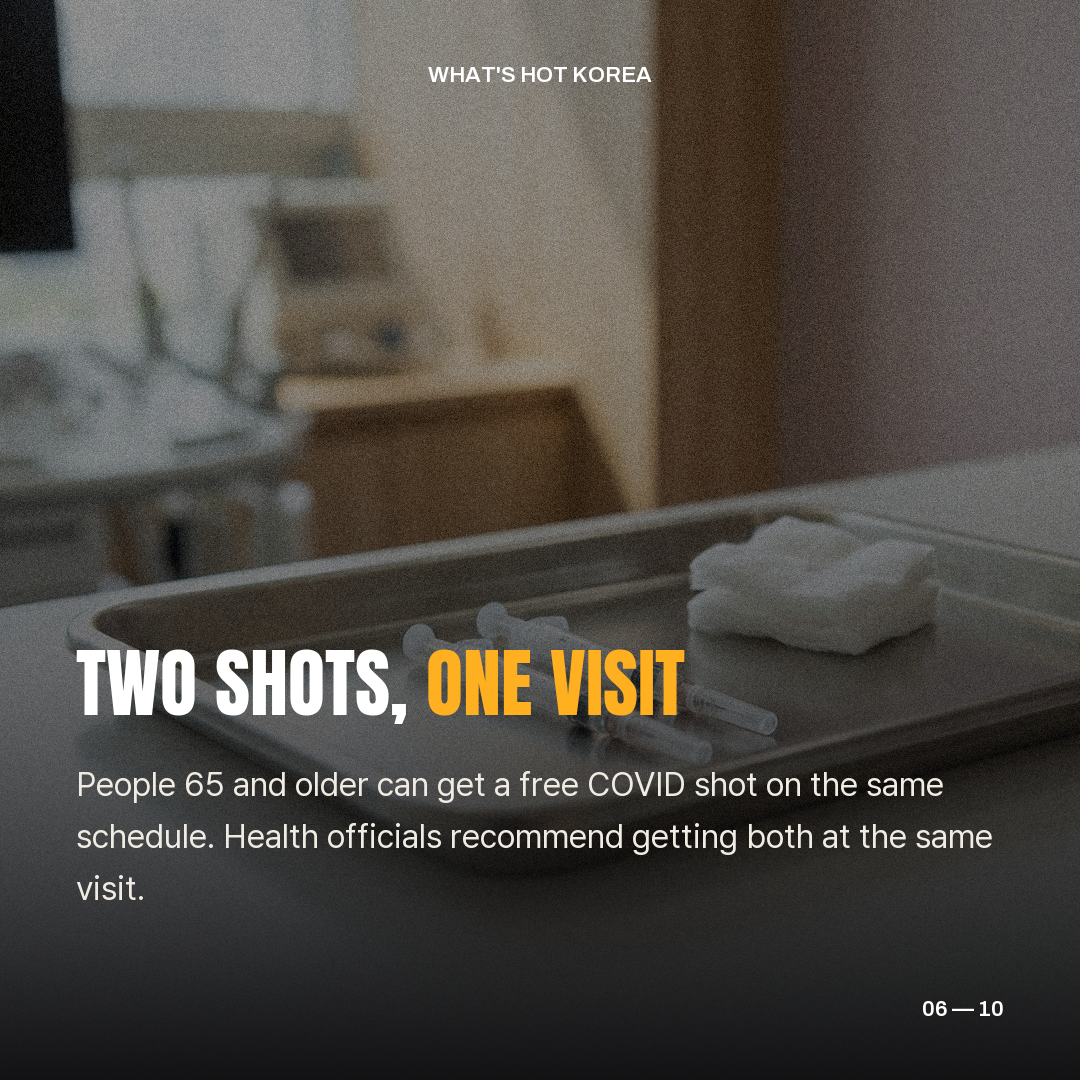 WHAT'S HOT KOREA
TWO SHOTS, ONE VISIT
People 65 and older can get a free COVID shot on the same
schedule. Health officials recommend getting both at the same
visit.
06 — 10